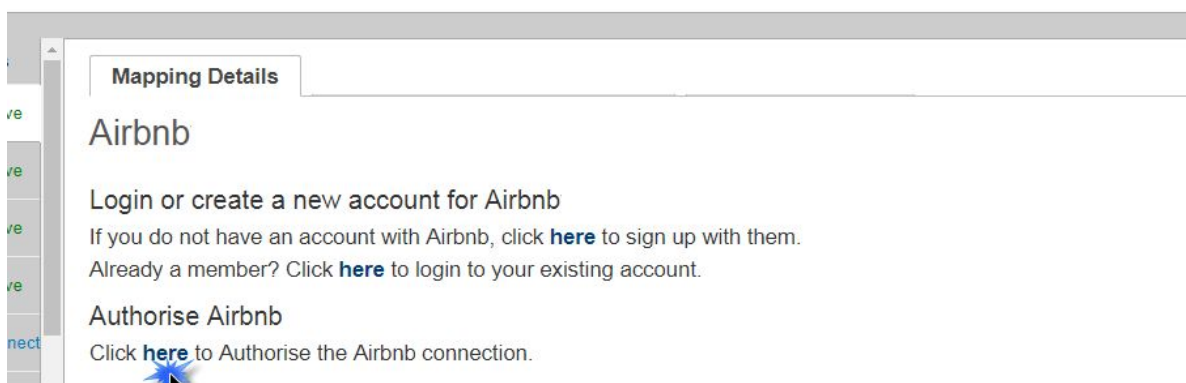 Mapping Details
Airbnb
Login or create a new account for Airbnb
If you do not have an account with Airbnb, click here to sign up with them.
Already a member? Click here to login to your existing account.
Authorise Airbnb
Click here to Authorise the Airbnb connection.